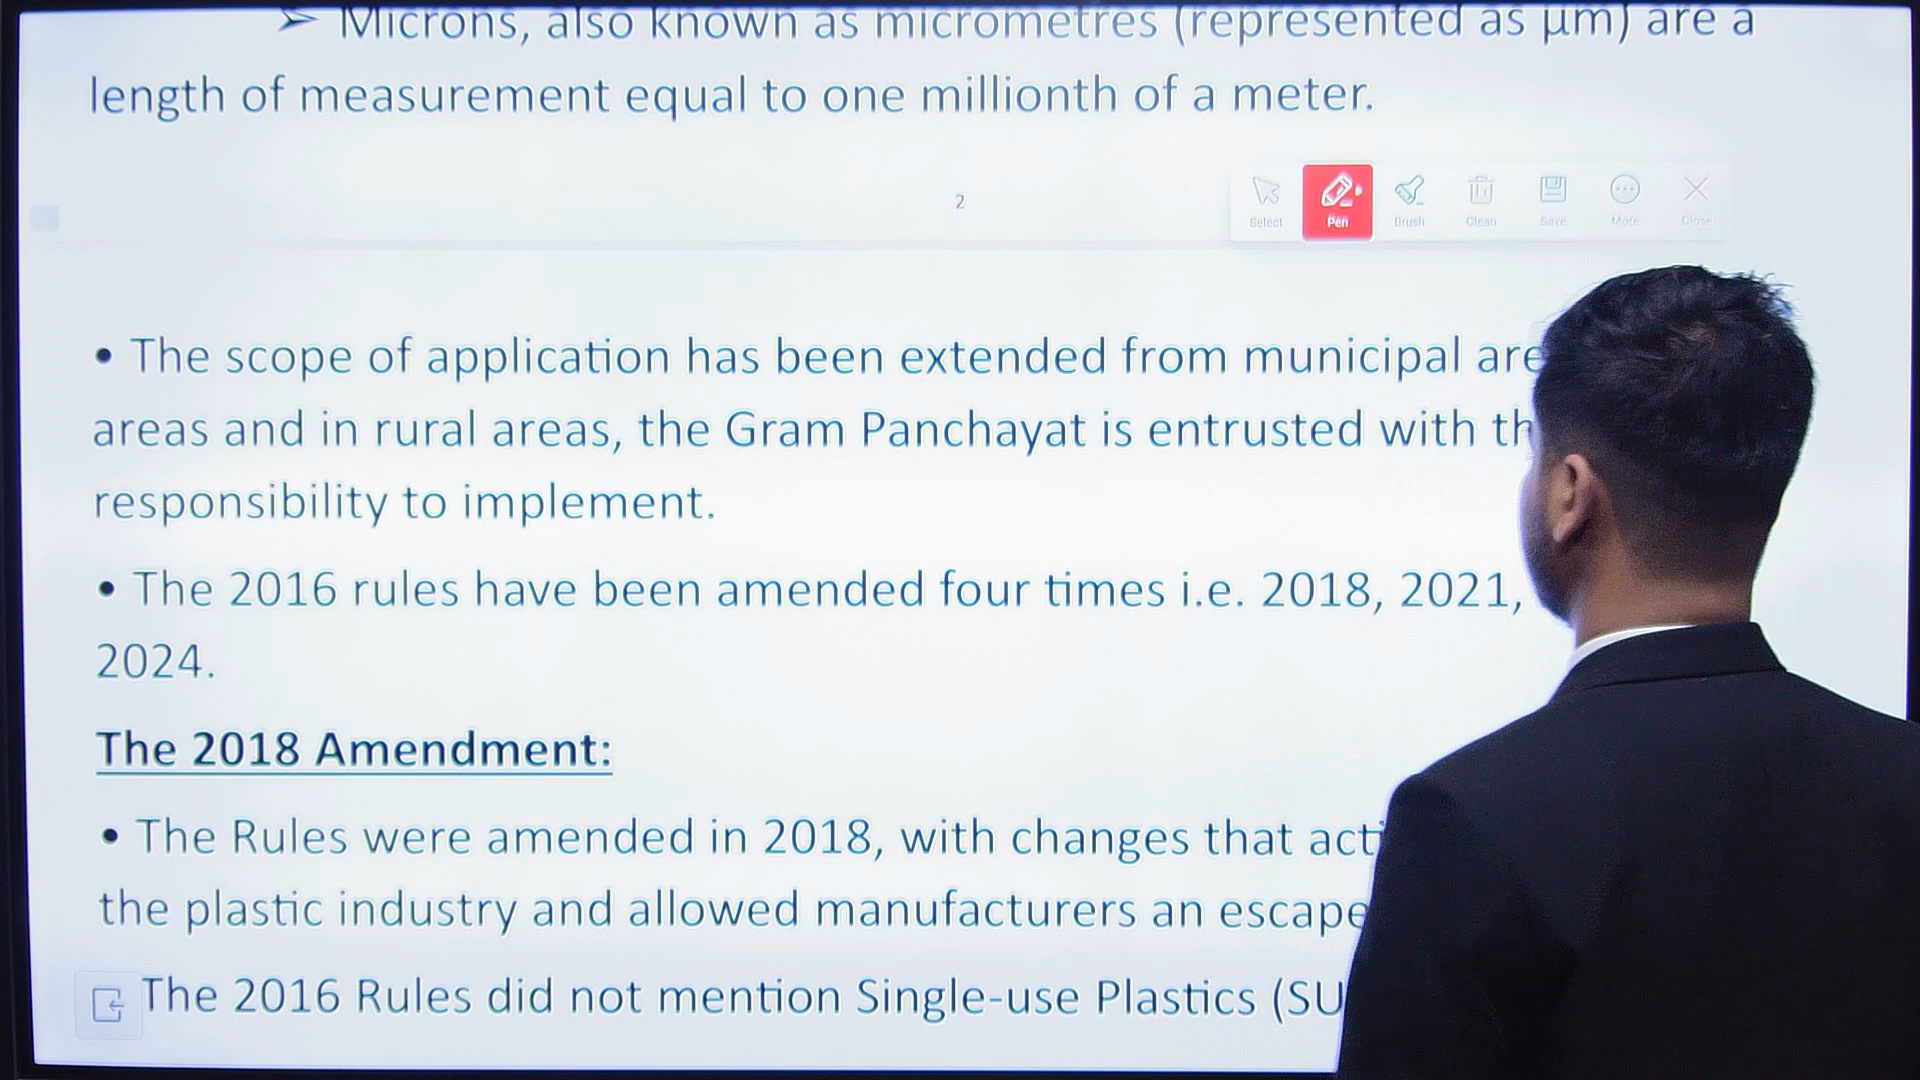 ➢ Microns, also known as micrometres (represented as µm) are a
length of measurement equal to one millionth of a meter.
2
Select Pen Brush Clean Save More Close
• The scope of application has been extended from municipal
areas and in rural areas, the Gram Panchayat is entrusted with
responsibility to implement.
• The 2016 rules have been amended four times i.e. 2018, 2021,
2024.
The 2018 Amendment:
• The Rules were amended in 2018, with changes that
the plastic industry and allowed manufacturers an escape
The 2016 Rules did not mention Single-use Plastics